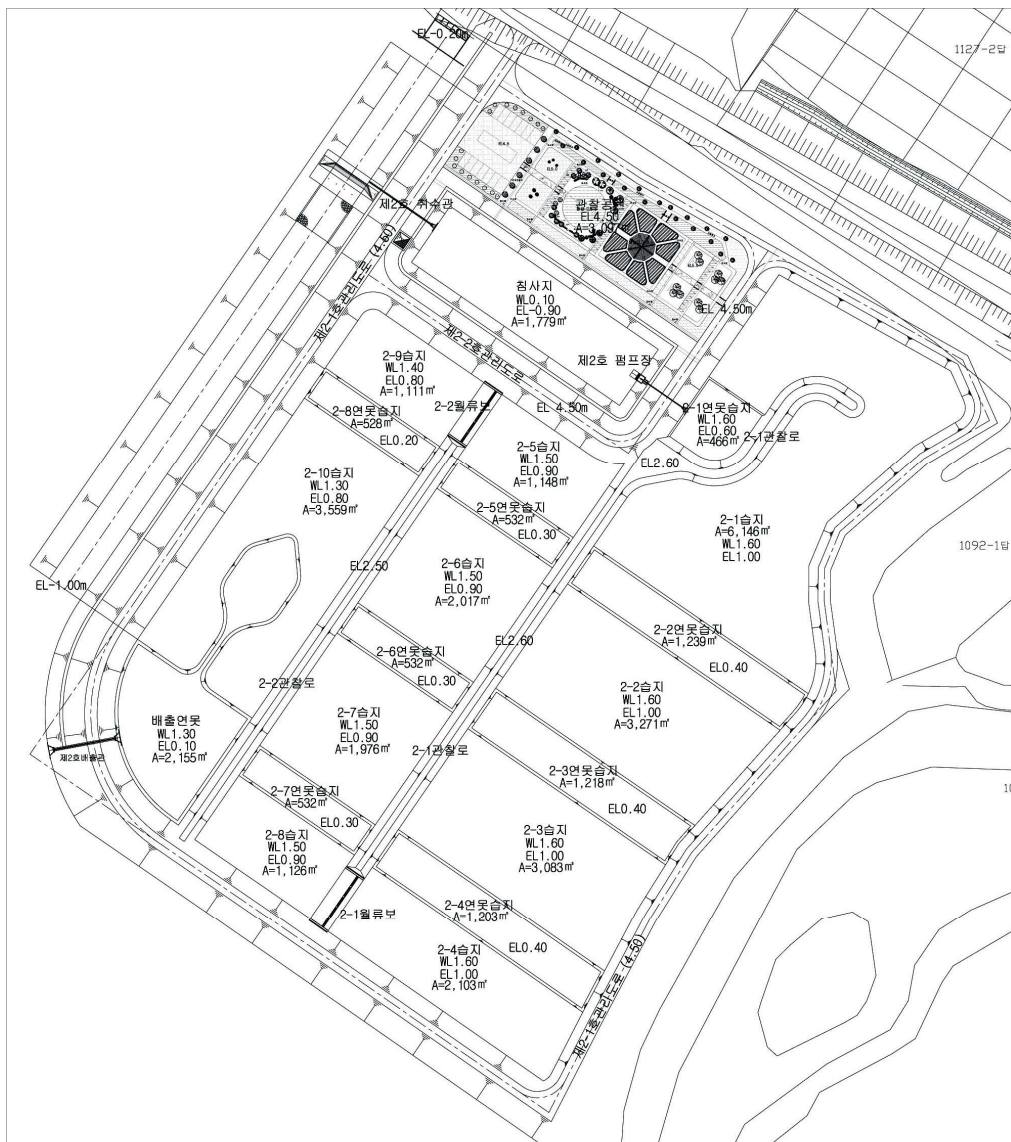 EL-0.20m
1127-2답
제2호 취수관
관찰공원
EL4.50
A=3,097㎡
제2-1호관리도로 (4.60)
침사지
WL0.10
EL-0.90
A=1,779㎡
EL 4.50m
제2-2호관리도로
제2호 펌프장
2-9습지
WL1.40
EL0.80
A=1,111㎡
2-2월류보
EL 4.50m
2-8연못습지
A=528㎡
EL0.20
2-1연못습지
WL1.60
EL0.60
A=466㎡
2-1관찰로
2-5습지
WL1.50
EL0.90
A=1,148㎡
EL2.60
2-10습지
WL1.30
EL0.80
A=3,559㎡
2-5연못습지
A=532㎡
EL0.30
2-1습지
A=6,146㎡
WL1.60
EL1.00
1092-1답
EL-1.00m
EL2.50
2-6습지
WL1.50
EL0.90
A=2,017㎡
2-2연못습지
A=1,239㎡
EL0.40
EL2.60
2-6연못습지
A=532㎡
EL0.30
2-2관찰로
2-2습지
WL1.60
EL1.00
A=3,271㎡
배출연못
WL1.30
EL0.10
A=2,155㎡
제2호배출관
2-7습지
WL1.50
EL0.90
A=1,976㎡
2-1관찰로
2-3연못습지
A=1,218㎡
EL0.40
2-7연못습지
A=532㎡
EL0.30
10
2-8습지
WL1.50
EL0.90
A=1,126㎡
2-3습지
WL1.60
EL1.00
A=3,083㎡
2-1월류보
2-4연못습지
A=1,203㎡
EL0.40
2-4습지
WL1.60
EL1.00
A=2,103㎡
제2-1호관리도로 (4.50)